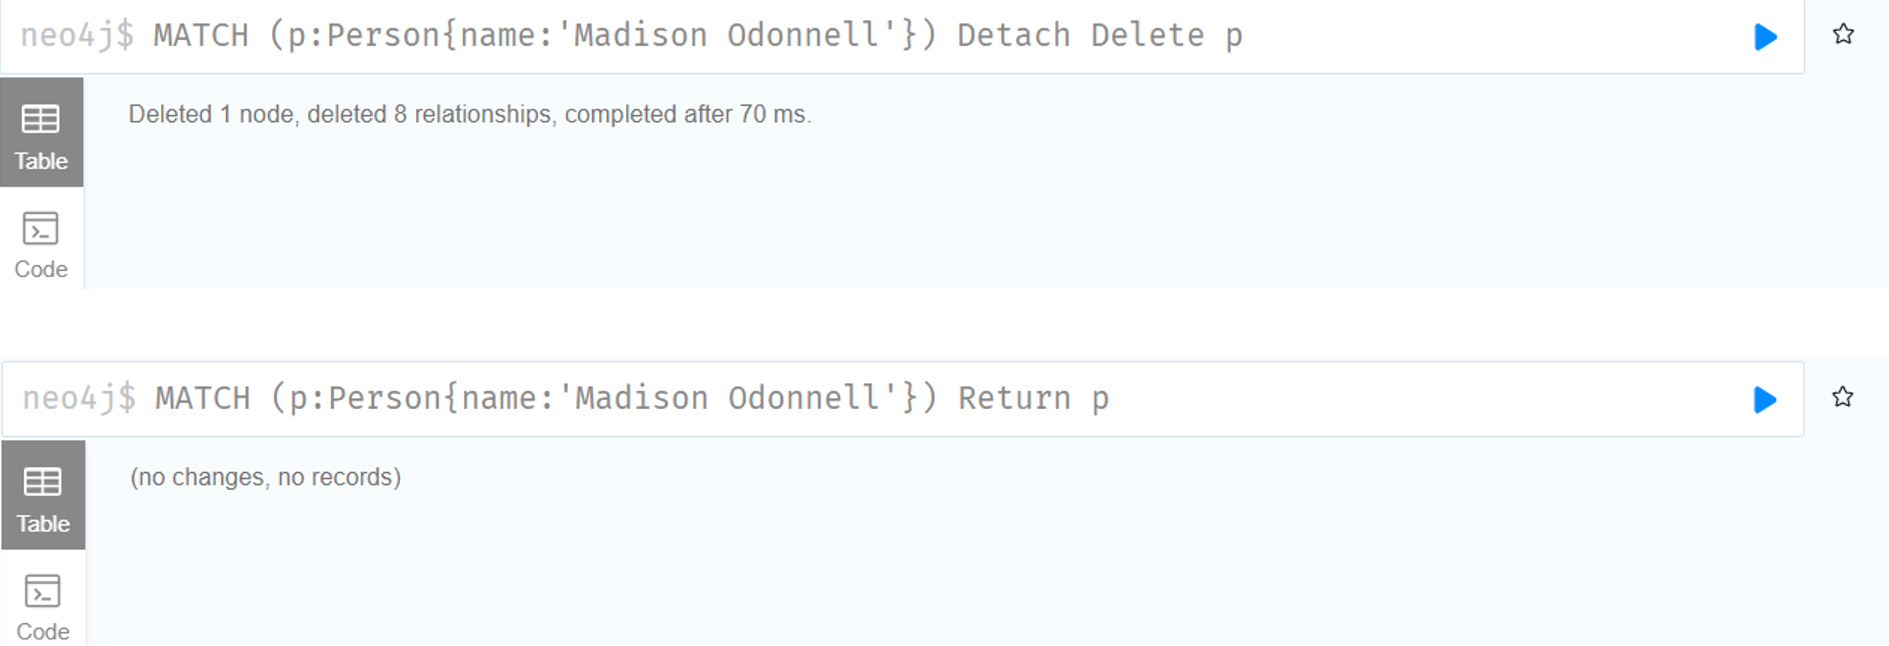 neo4j$ MATCH (p:Person{name:'Madison Odonnell'}) Detach Delete p
Deleted 1 node, deleted 8 relationships, completed after 70 ms.
Table
Code
neo4j$ MATCH (p:Person{name:'Madison Odonnell'}) Return p
(no changes, no records)
Table
Code